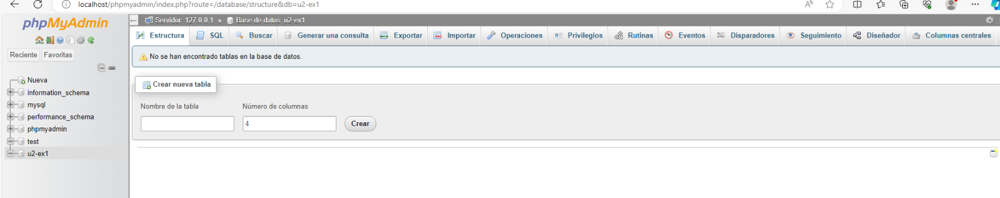 localhost/phpmyadmin/index.php?route=/database/structure&db=u2-ex1
phpMyAdmin
Reciente Favoritas
Nueva
information_schema
mysql
performance_schema
phpmyadmin
test
u2-ex1
Servidor: 127.0.0.1 » Base de datos: u2-ex1
Estructura SQL Buscar Generar una consulta Exportar Importar Operaciones Privilegios Rutinas Eventos Disparadores Seguimiento Diseñador Columnas centrales
No se han encontrado tablas en la base de datos.
Crear nueva tabla
Nombre de la tabla Número de columnas
4 Crear